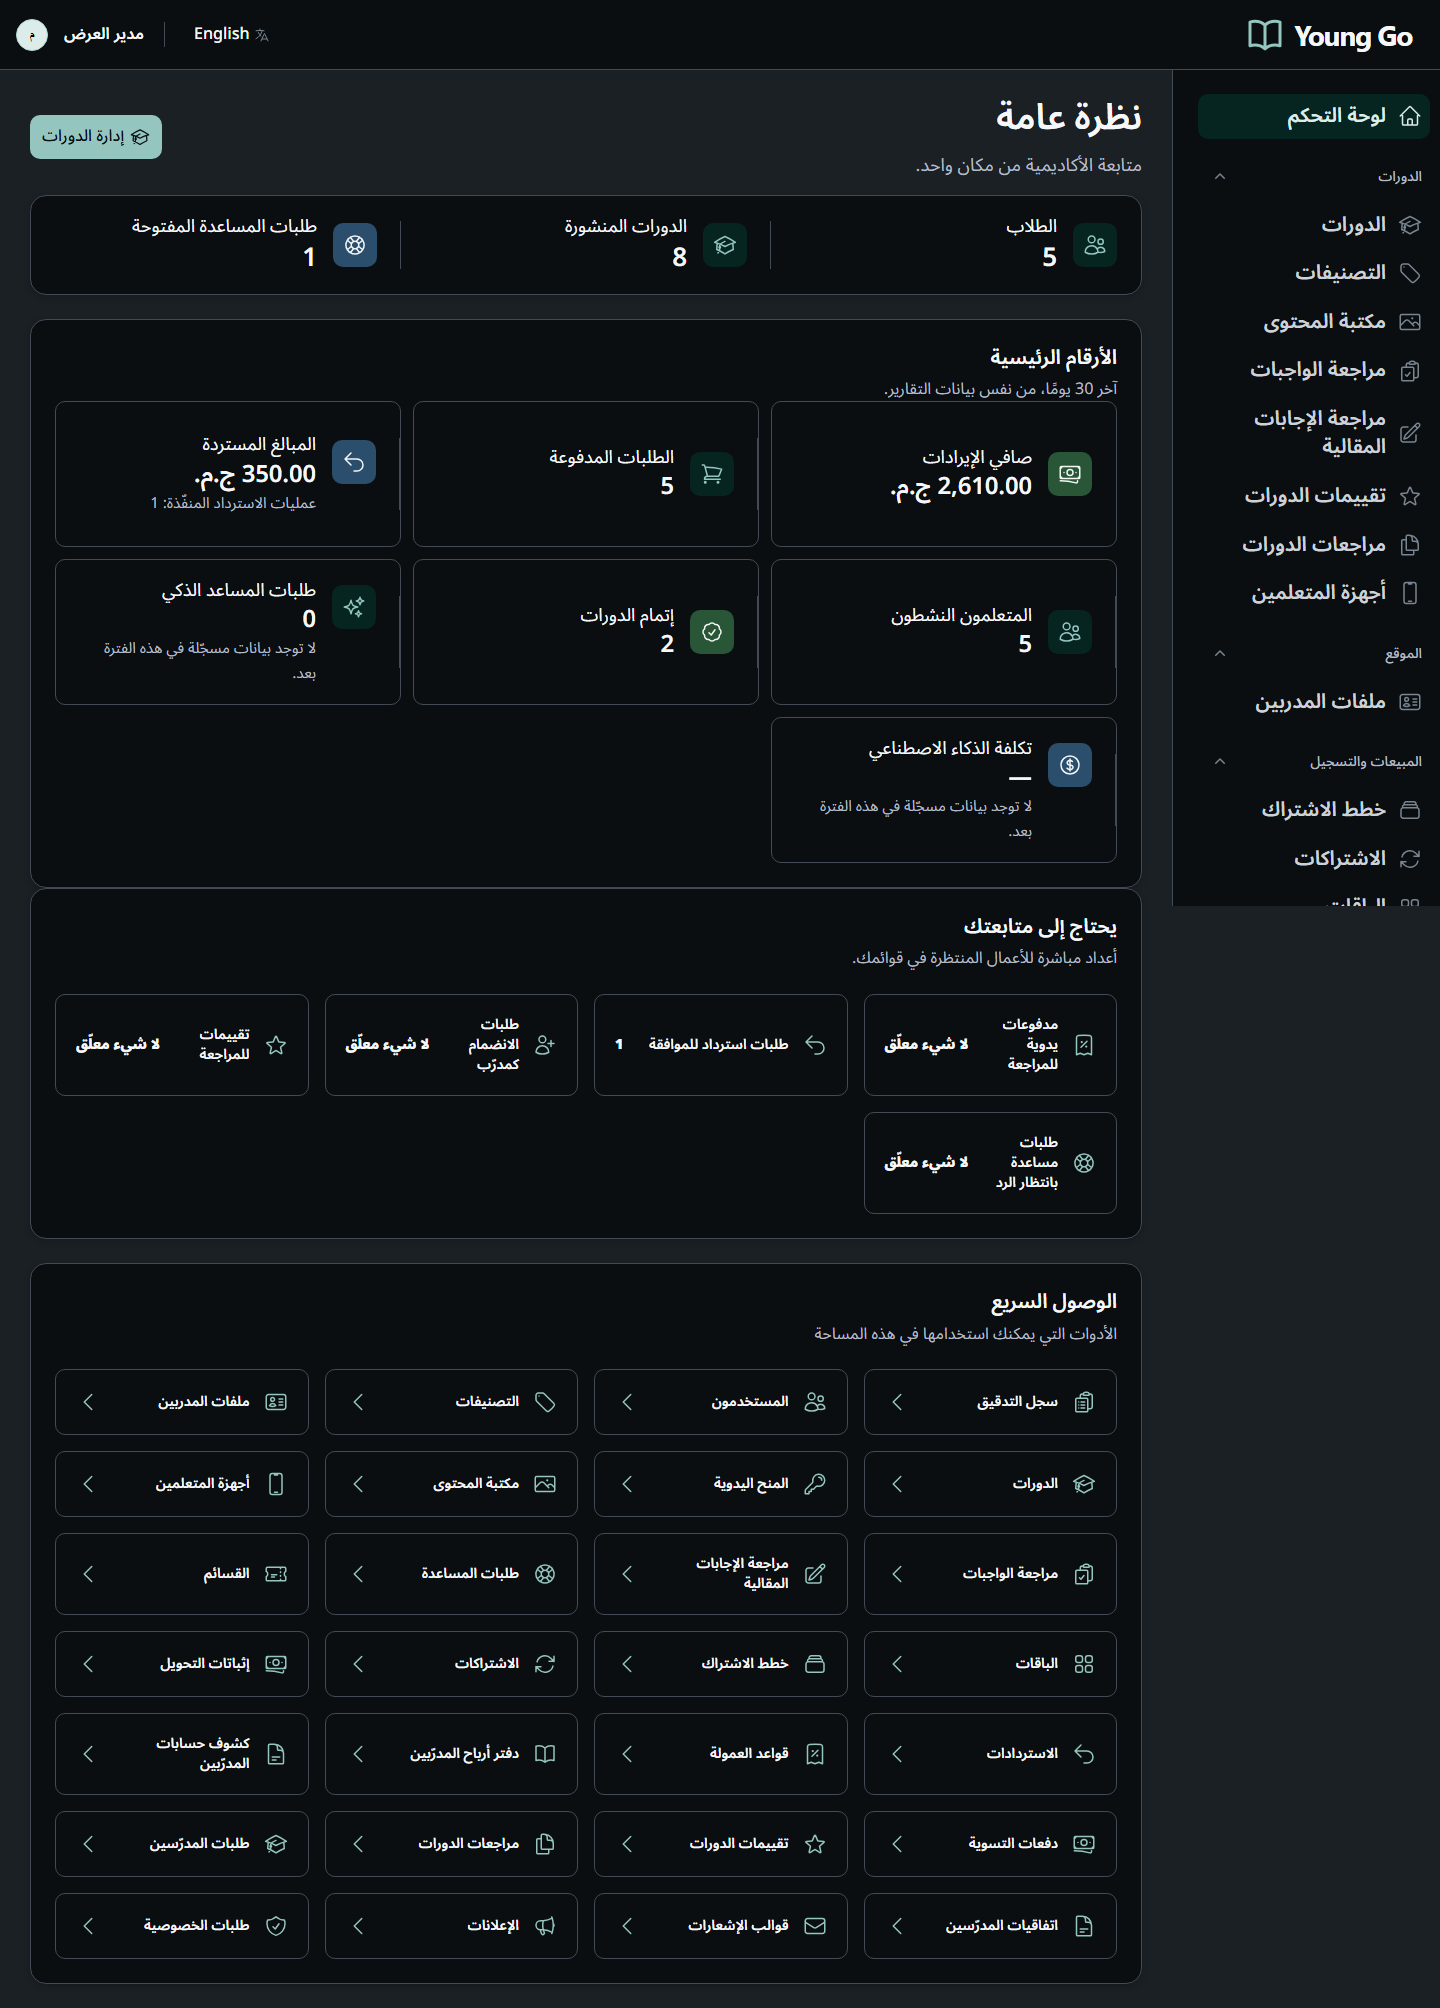 Young Go
English
مدير العرض
م
لوحة التحكم
الدورات
الدورات
التصنيفات
مكتبة المحتوى
مراجعة الواجبات
مراجعة الإجابات
المقالية
تقييمات الدورات
مراجعات الدورات
أجهزة المتعلمين
الموقع
ملفات المدربين
المبيعات والتسجيل
خطط الاشتراك
الاشتراكات
نظرة عامة
متابعة الأكاديمية من مكان واحد.
إدارة الدورات
الطلاب
5
الدورات المنشورة
8
طلبات المساعدة المفتوحة
1
الأرقام الرئيسية
آخر 30 يومًا، من نفس بيانات التقارير.
صافي الإيرادات
2,610.00 ج.م.
الطلبات المدفوعة
5
المبالغ المستردة
350.00 ج.م.
عمليات الاسترداد المنفّذة: 1
المتعلمون النشطون
5
إتمام الدورات
2
طلبات المساعد الذكي
0
لا توجد بيانات مسجّلة في هذه الفترة
بعد.
تكلفة الذكاء الاصطناعي
—
لا توجد بيانات مسجّلة في هذه الفترة
بعد.
يحتاج إلى متابعتك
أعداد مباشرة للأعمال المنتظرة في قوائمك.
مدفوعات
يدوية
للمراجعة
لا شيء معلّق
طلبات استرداد للموافقة
1
طلبات
الانضمام
كمدرّب
لا شيء معلّق
تقييمات
للمراجعة
لا شيء معلّق
طلبات
مساعدة
بانتظار الرد
لا شيء معلّق
الوصول السريع
الأدوات التي يمكنك استخدامها في هذه المساحة
سجل التدقيق
المستخدمون
التصنيفات
ملفات المدربين
الدورات
المنح اليدوية
مكتبة المحتوى
أجهزة المتعلمين
مراجعة الواجبات
مراجعة الإجابات
المقالية
طلبات المساعدة
القسائم
الباقات
خطط الاشتراك
الاشتراكات
إثباتات التحويل
الاستردادات
قواعد العمولة
دفتر أرباح المدرّبين
كشوف حسابات
المدرّبين
دفعات التسوية
تقييمات الدورات
مراجعات الدورات
طلبات المدرّسين
اتفاقيات المدرّسين
قوالب الإشعارات
الإعلانات
طلبات الخصوصية